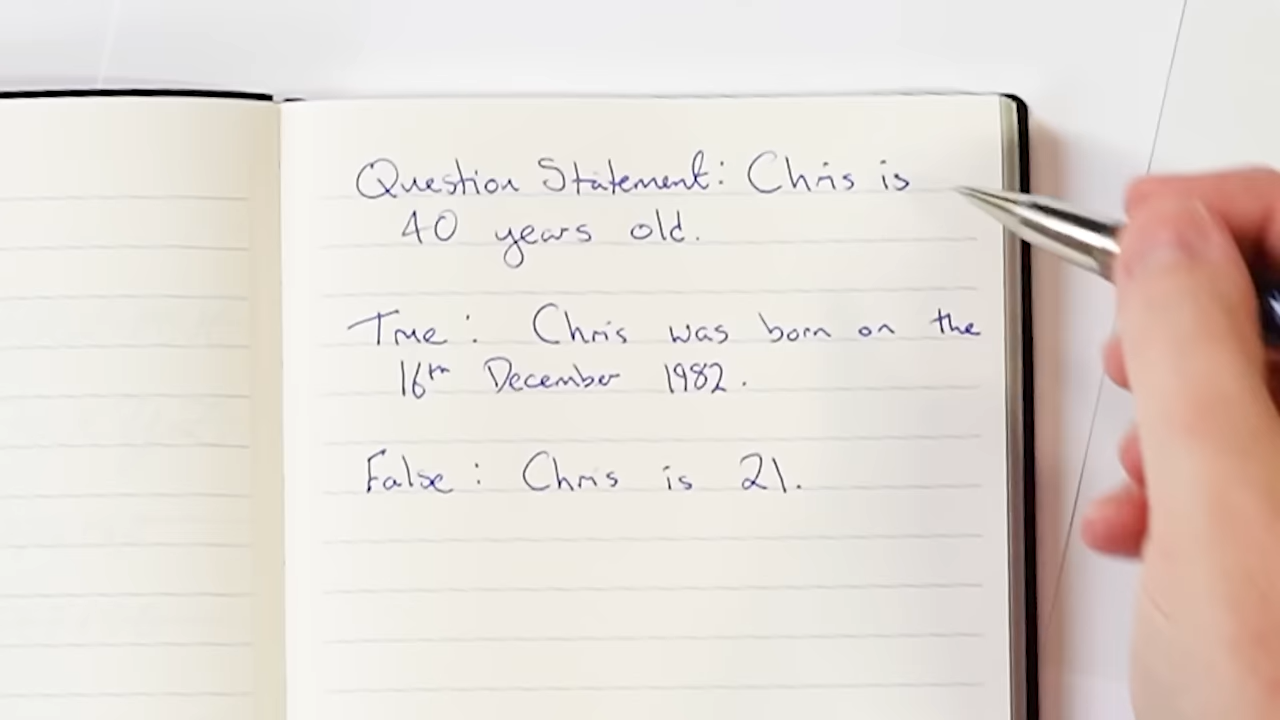 Question Statement: Chris is
40 years old.
True: Chris was born on the
16th December 1982.
False: Chris is 21.